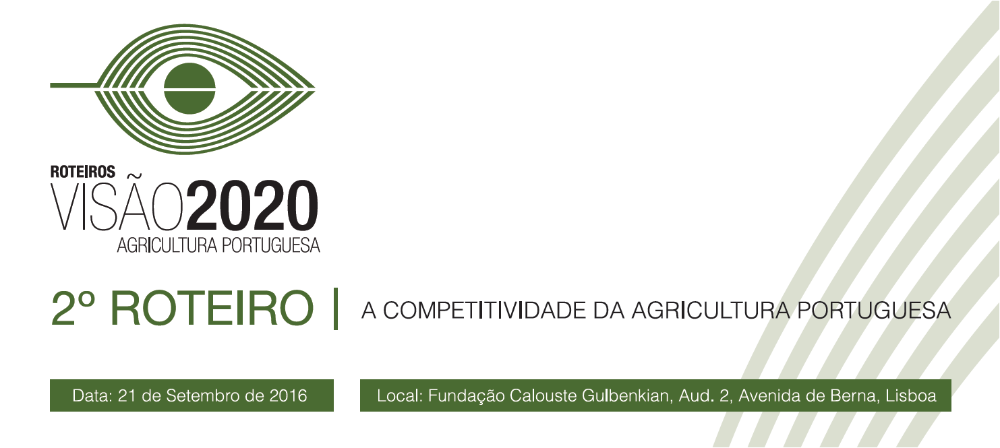 ROTEIROS
VISÃO2020
AGRICULTURA PORTUGUESA
2º ROTEIRO | A COMPETITIVIDADE DA AGRICULTURA PORTUGUESA
Data: 21 de Setembro de 2016
Local: Fundação Calouste Gulbenkian, Aud. 2, Avenida de Berna, Lisboa